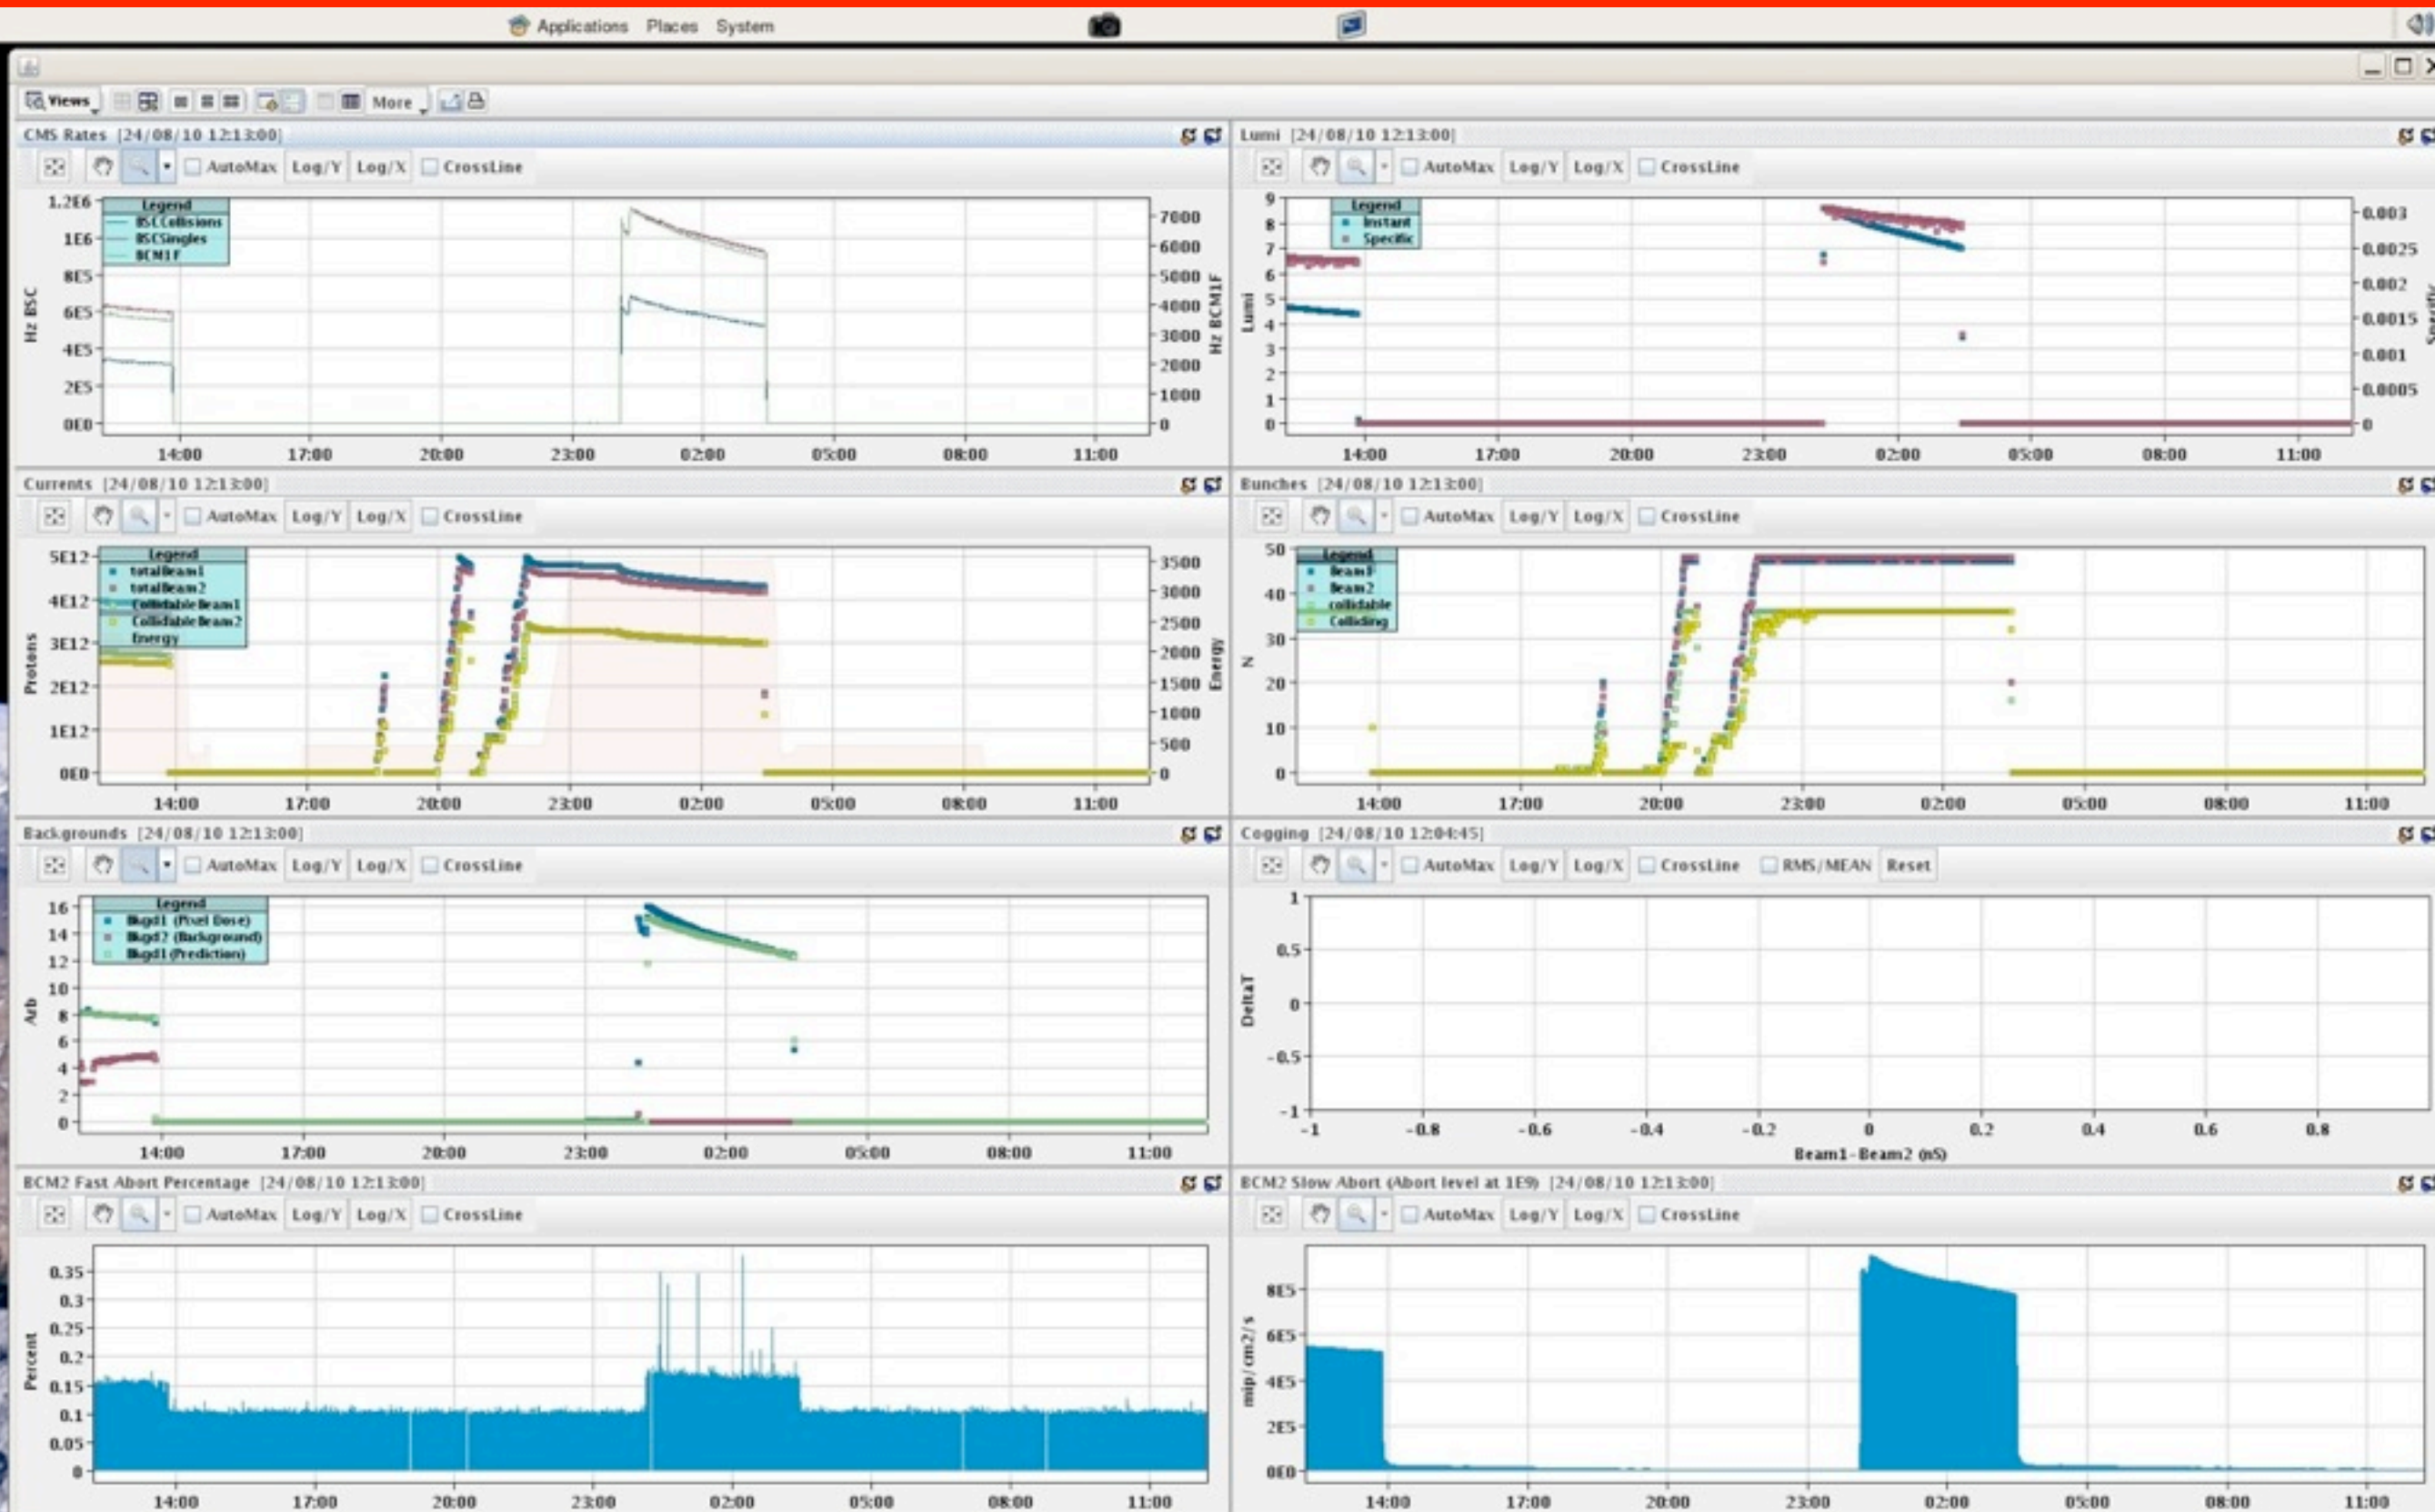 Applications Places System
Views More
CMS Rates [24/08/10 12:13:00]
AutoMax Log/Y Log/X CrossLine
Legend
BSCCollisions
BSCSingles
BCM1F
Hz BSC
1.2E6
1E6
8E5
6E5
4E5
2E5
0E0
7000
6000
5000
4000
3000
2000
1000
0
Hz BCM1F
14:00 17:00 20:00 23:00 02:00 05:00 08:00 11:00
Lumi [24/08/10 12:13:00]
AutoMax Log/Y Log/X CrossLine
Legend
Instant
Specific
Lumi
9
8
7
6
5
4
3
2
1
0
0.003
0.0025
0.002
0.0015
0.001
0.0005
0
14:00 17:00 20:00 23:00 02:00 05:00 08:00 11:00
Currents [24/08/10 12:13:00]
AutoMax Log/Y Log/X CrossLine
Legend
totalBeam1
totalBeam2
CollidableBeam1
CollidableBeam2
Energy
Protons
5E12
4E12
3E12
2E12
1E12
0E0
3500
3000
2500
2000
1500
1000
500
0
Energy
14:00 17:00 20:00 23:00 02:00 05:00 08:00 11:00
Bunches [24/08/10 12:13:00]
AutoMax Log/Y Log/X CrossLine
Legend
Beam1
Beam2
collidable
Colliding
N
50
40
30
20
10
0
14:00 17:00 20:00 23:00 02:00 05:00 08:00 11:00
Backgrounds [24/08/10 12:13:00]
AutoMax Log/Y Log/X CrossLine
Legend
Bkgd1 (Pixel Dose)
Bkgd2 (Background)
Bkgd1 (Prediction)
Arb
16
14
12
10
8
6
4
2
0
14:00 17:00 20:00 23:00 02:00 05:00 08:00 11:00
Cogging [24/08/10 12:04:45]
AutoMax Log/Y Log/X CrossLine RMS/MEAN Reset
DeltaT
1
0.5
0
-0.5
-1
-1 -0.8 -0.6 -0.4 -0.2 0 0.2 0.4 0.6 0.8
Beam1-Beam2 (nS)
BCM2 Fast Abort Percentage [24/08/10 12:13:00]
AutoMax Log/Y Log/X CrossLine
Percent
0.35
0.3
0.25
0.2
0.15
0.1
0.05
0
14:00 17:00 20:00 23:00 02:00 05:00 08:00 11:00
BCM2 Slow Abort (Abort level at 1E9) [24/08/10 12:13:00]
AutoMax Log/Y Log/X CrossLine
mip/cm2/s
8E5
6E5
4E5
2E5
0E0
14:00 17:00 20:00 23:00 02:00 05:00 08:00 11:00